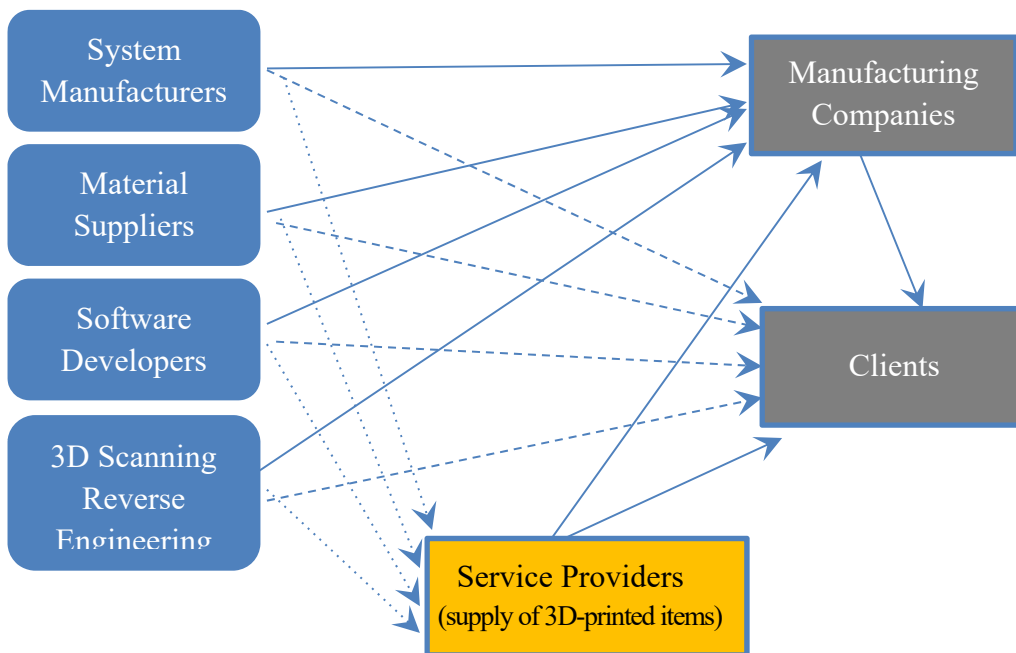 System
Manufacturers
Material
Suppliers
Software
Developers
3D Scanning
Reverse
Engineering
Manufacturing
Companies
Clients
Service Providers
(supply of 3D-printed items)